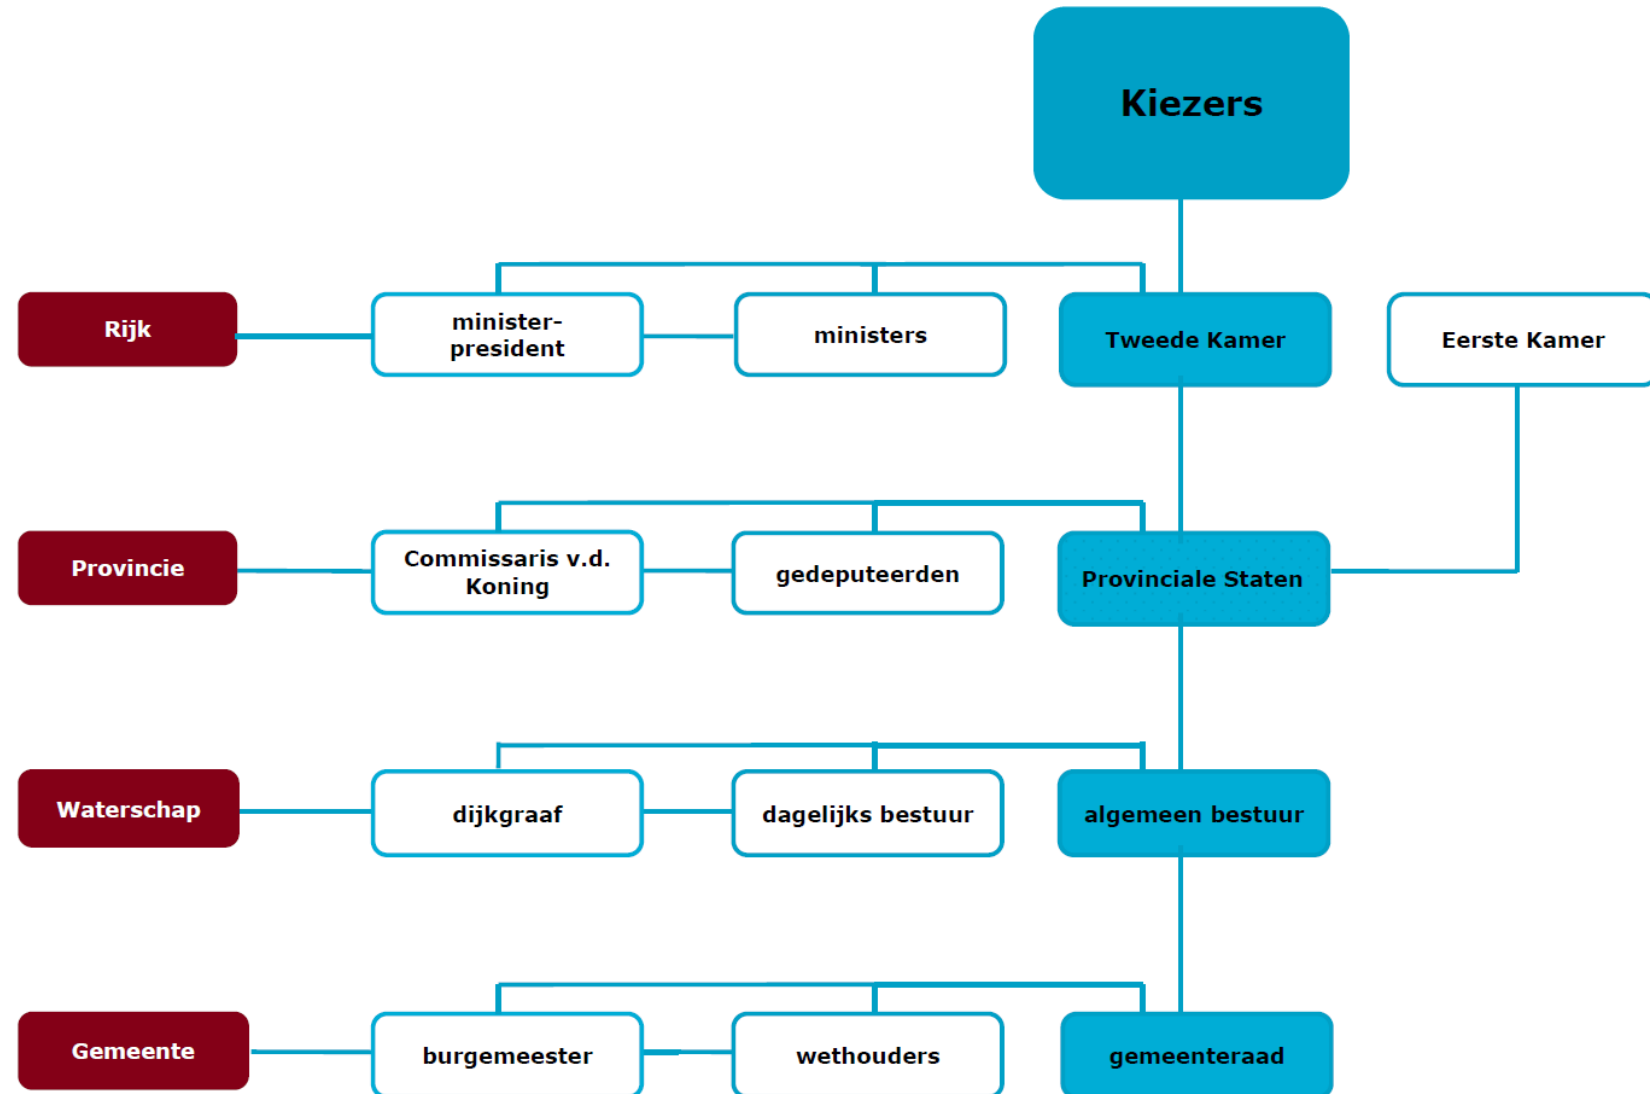 Kiezers
Rijk
minister-
president
ministers
Tweede Kamer
Eerste Kamer
Provincie
Commissaris v.d.
Koning
gedeputeerden
Provinciale Staten
Waterschap
dijkgraaf
dagelijks bestuur
algemeen bestuur
Gemeente
burgemeester
wethouders
gemeenteraad